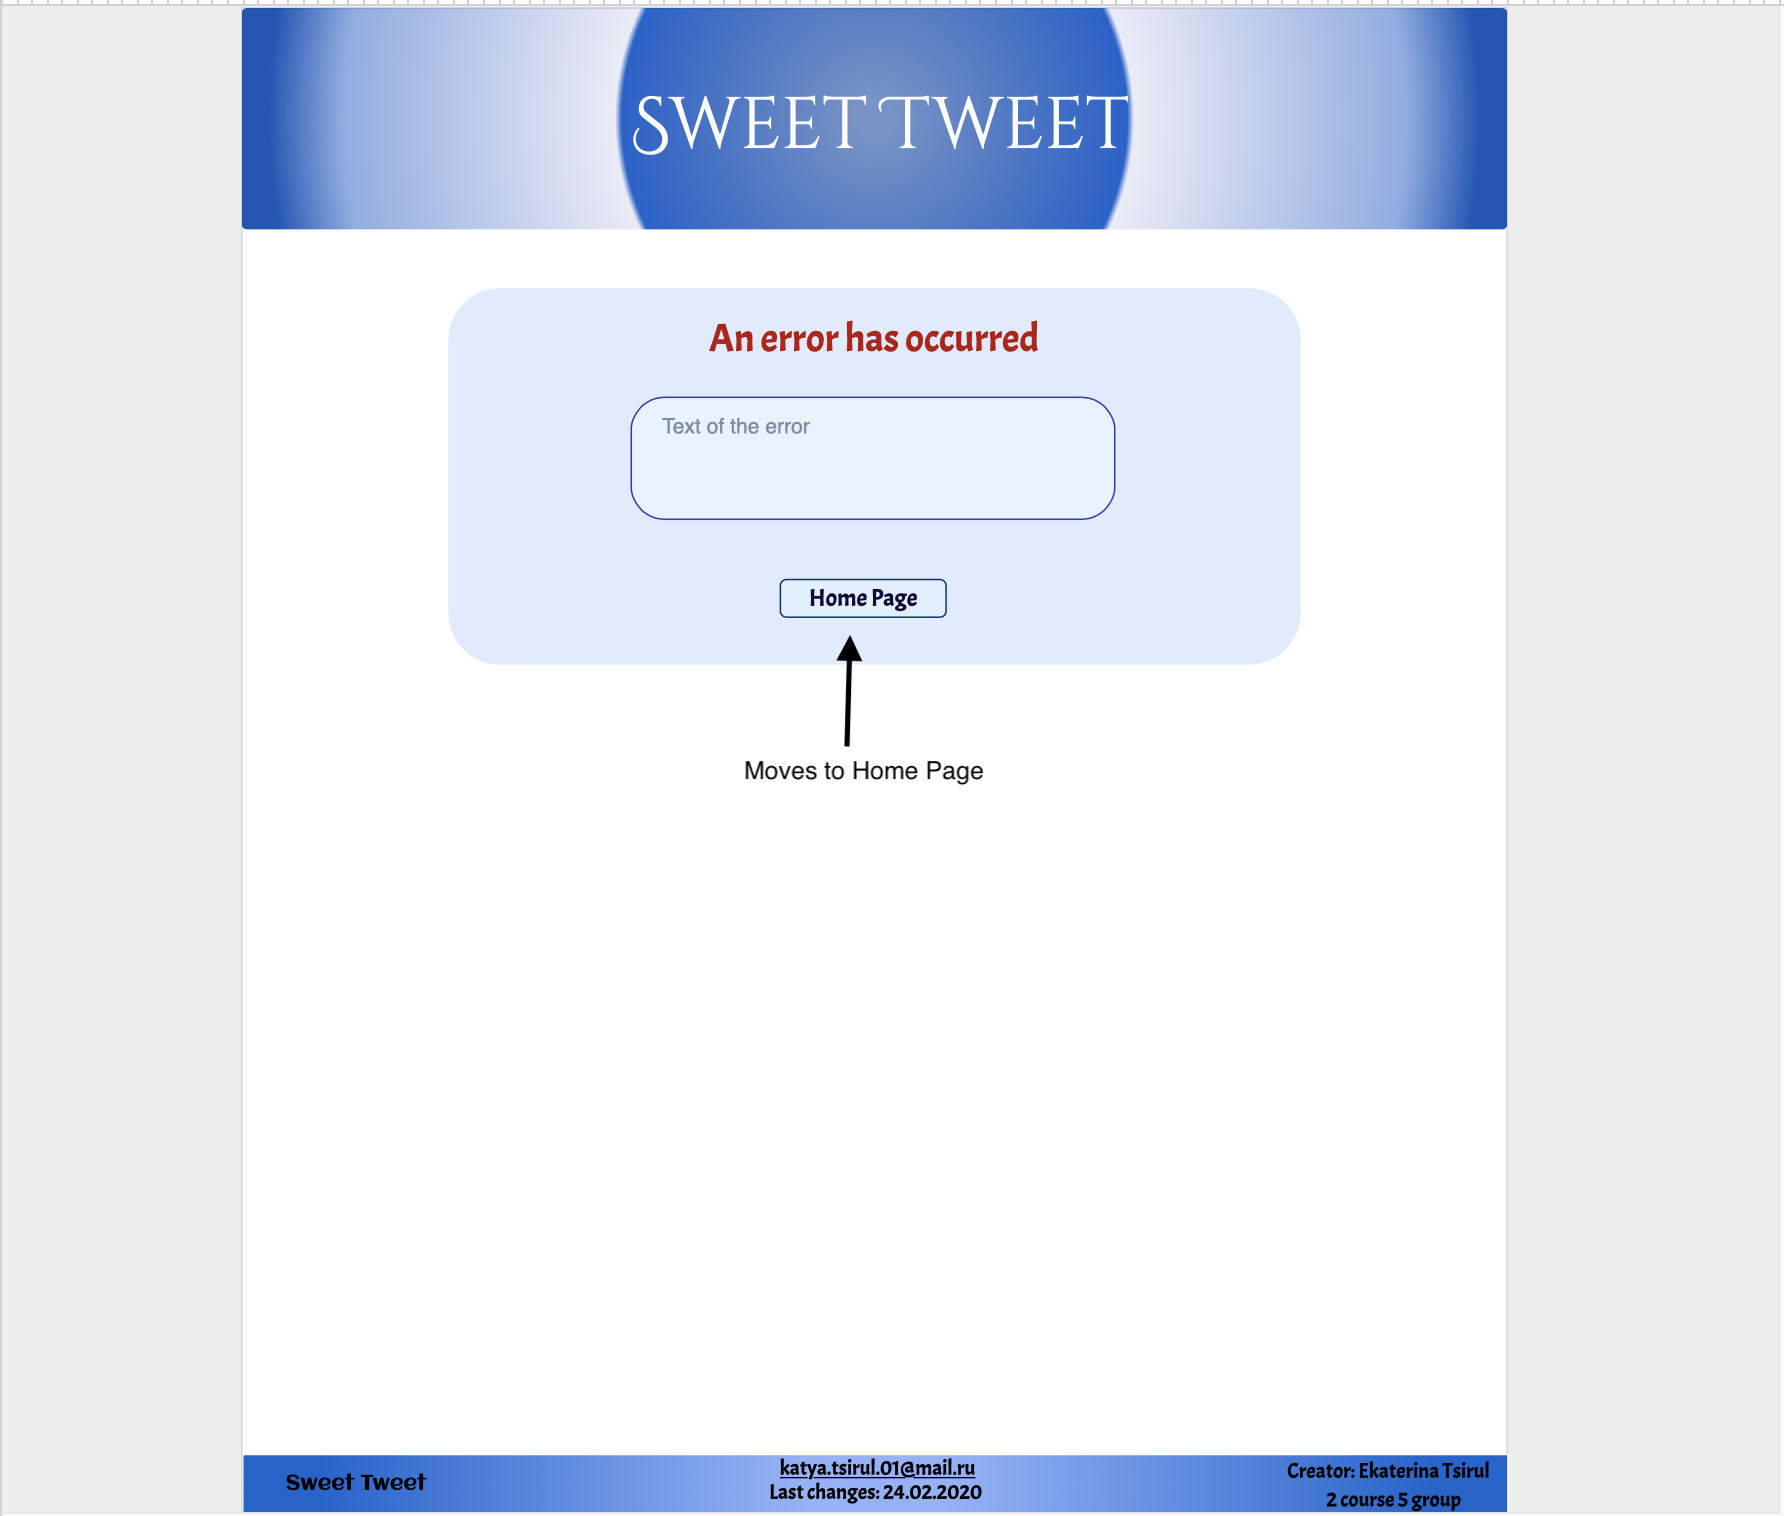 Sweet Tweet
An error has occurred
Text of the error
Home Page
Moves to Home Page
Sweet Tweet
katya.tsirul.01@mail.ru
Last changes: 24.02.2020
Creator: Ekaterina Tsirul
2 course 5 group